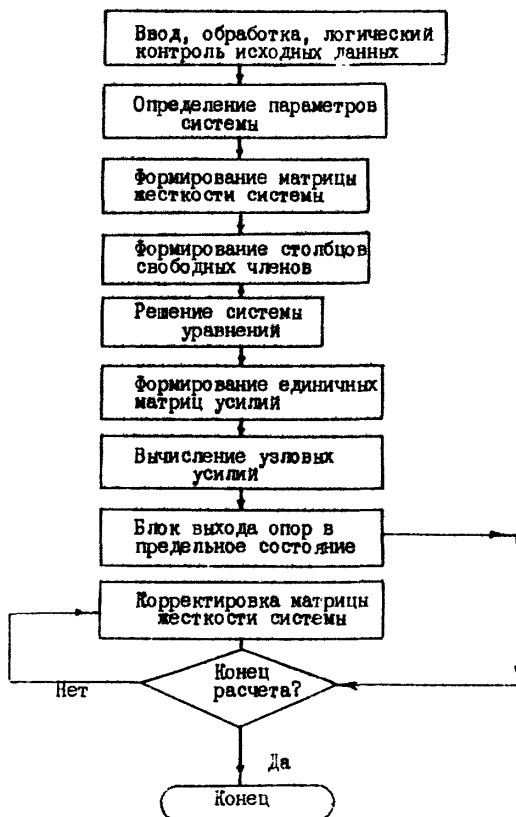 Ввод, обработка, логический
контроль исходных данных
Определение параметров
системы
Формирование матрицы
жесткости системы
Формирование столбцов
свободных членов
Решение системы
уравнений
Формирование единичных
матриц усилий
Вычисление узловых
усилий
Блок выхода опор в
предельное состояние
Корректировка матрицы
жесткости системы
Конец
расчета?
Нет
Да
Конец